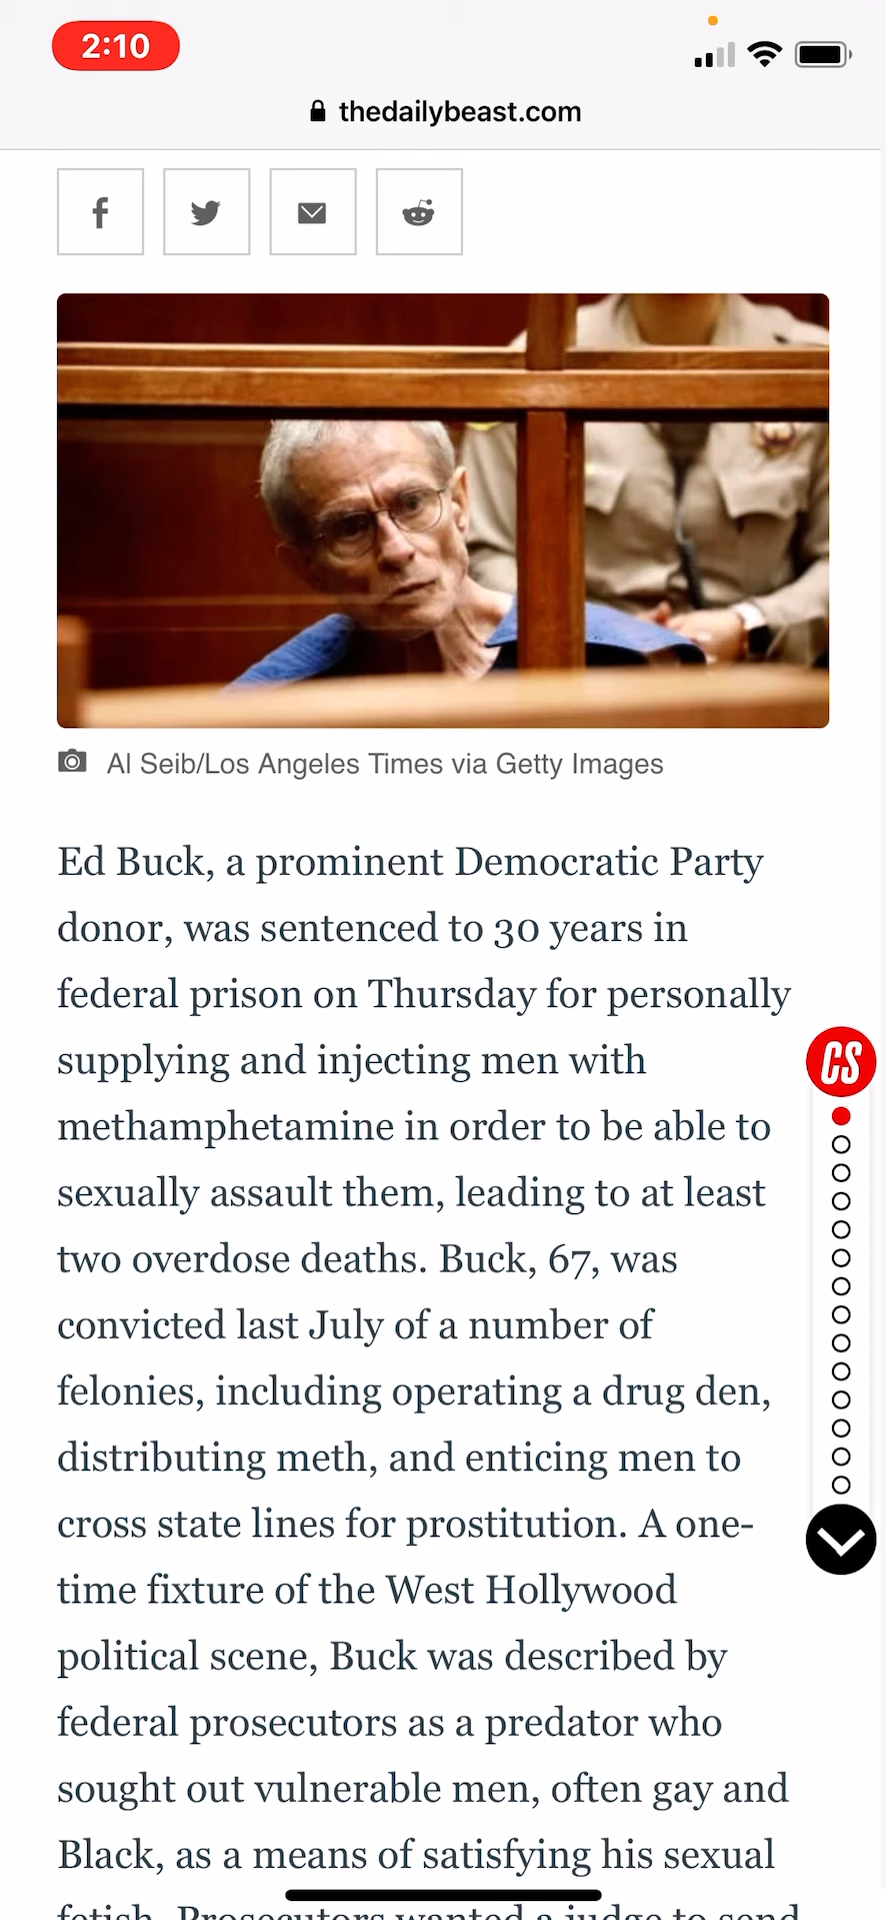 2:10
thedailybeast.com
Al Seib/Los Angeles Times via Getty Images
Ed Buck, a prominent Democratic Party
donor, was sentenced to 30 years in
federal prison on Thursday for personally
supplying and injecting men with
methamphetamine in order to be able to
sexually assault them, leading to at least
two overdose deaths. Buck, 67, was
convicted last July of a number of
felonies, including operating a drug den,
distributing meth, and enticing men to
CS
cross state lines for prostitution. A one-
time fixture of the West Hollywood
political scene, Buck was described by
federal prosecutors as a predator who
sought out vulnerable men, often gay and
Black, as a means of satisfying his sexual
fetish. Prosecutors wanted a judge to send